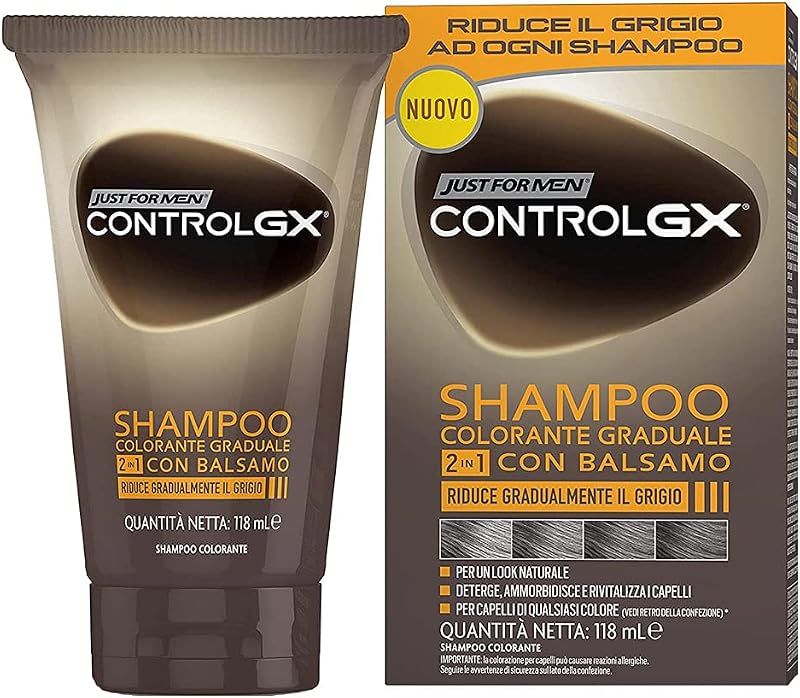 JUST FOR MEN
CONTROLGX®
SHAMPOO
COLORANTE GRADUALE
2 IN 1 CON BALSAMO
RIDUCE GRADUALMENTE IL GRIGIO
QUANTITÀ NETTA: 118 mL℮
SHAMPOO COLORANTE
RIDUCE IL GRIGIO
AD OGNI SHAMPOO
NUOVO
JUST FOR MEN®
CONTROLGX®
SHAMPOO
COLORANTE GRADUALE
2 IN 1 CON BALSAMO
RIDUCE GRADUALMENTE IL GRIGIO
PER UN LOOK NATURALE
DETERGE, AMMORBIDISCE E RIVITALIZZA I CAPELLI
PER CAPELLI DI QUALSIASI COLORE (VEDI RETRO DELLA CONFEZIONE) *
QUANTITÀ NETTA: 118 mL℮
SHAMPOO COLORANTE
IMPORTANTE: la colorazione per capelli può causare reazioni allergiche.
Seguire le avvertenze di sicurezza sul lato della confezione.